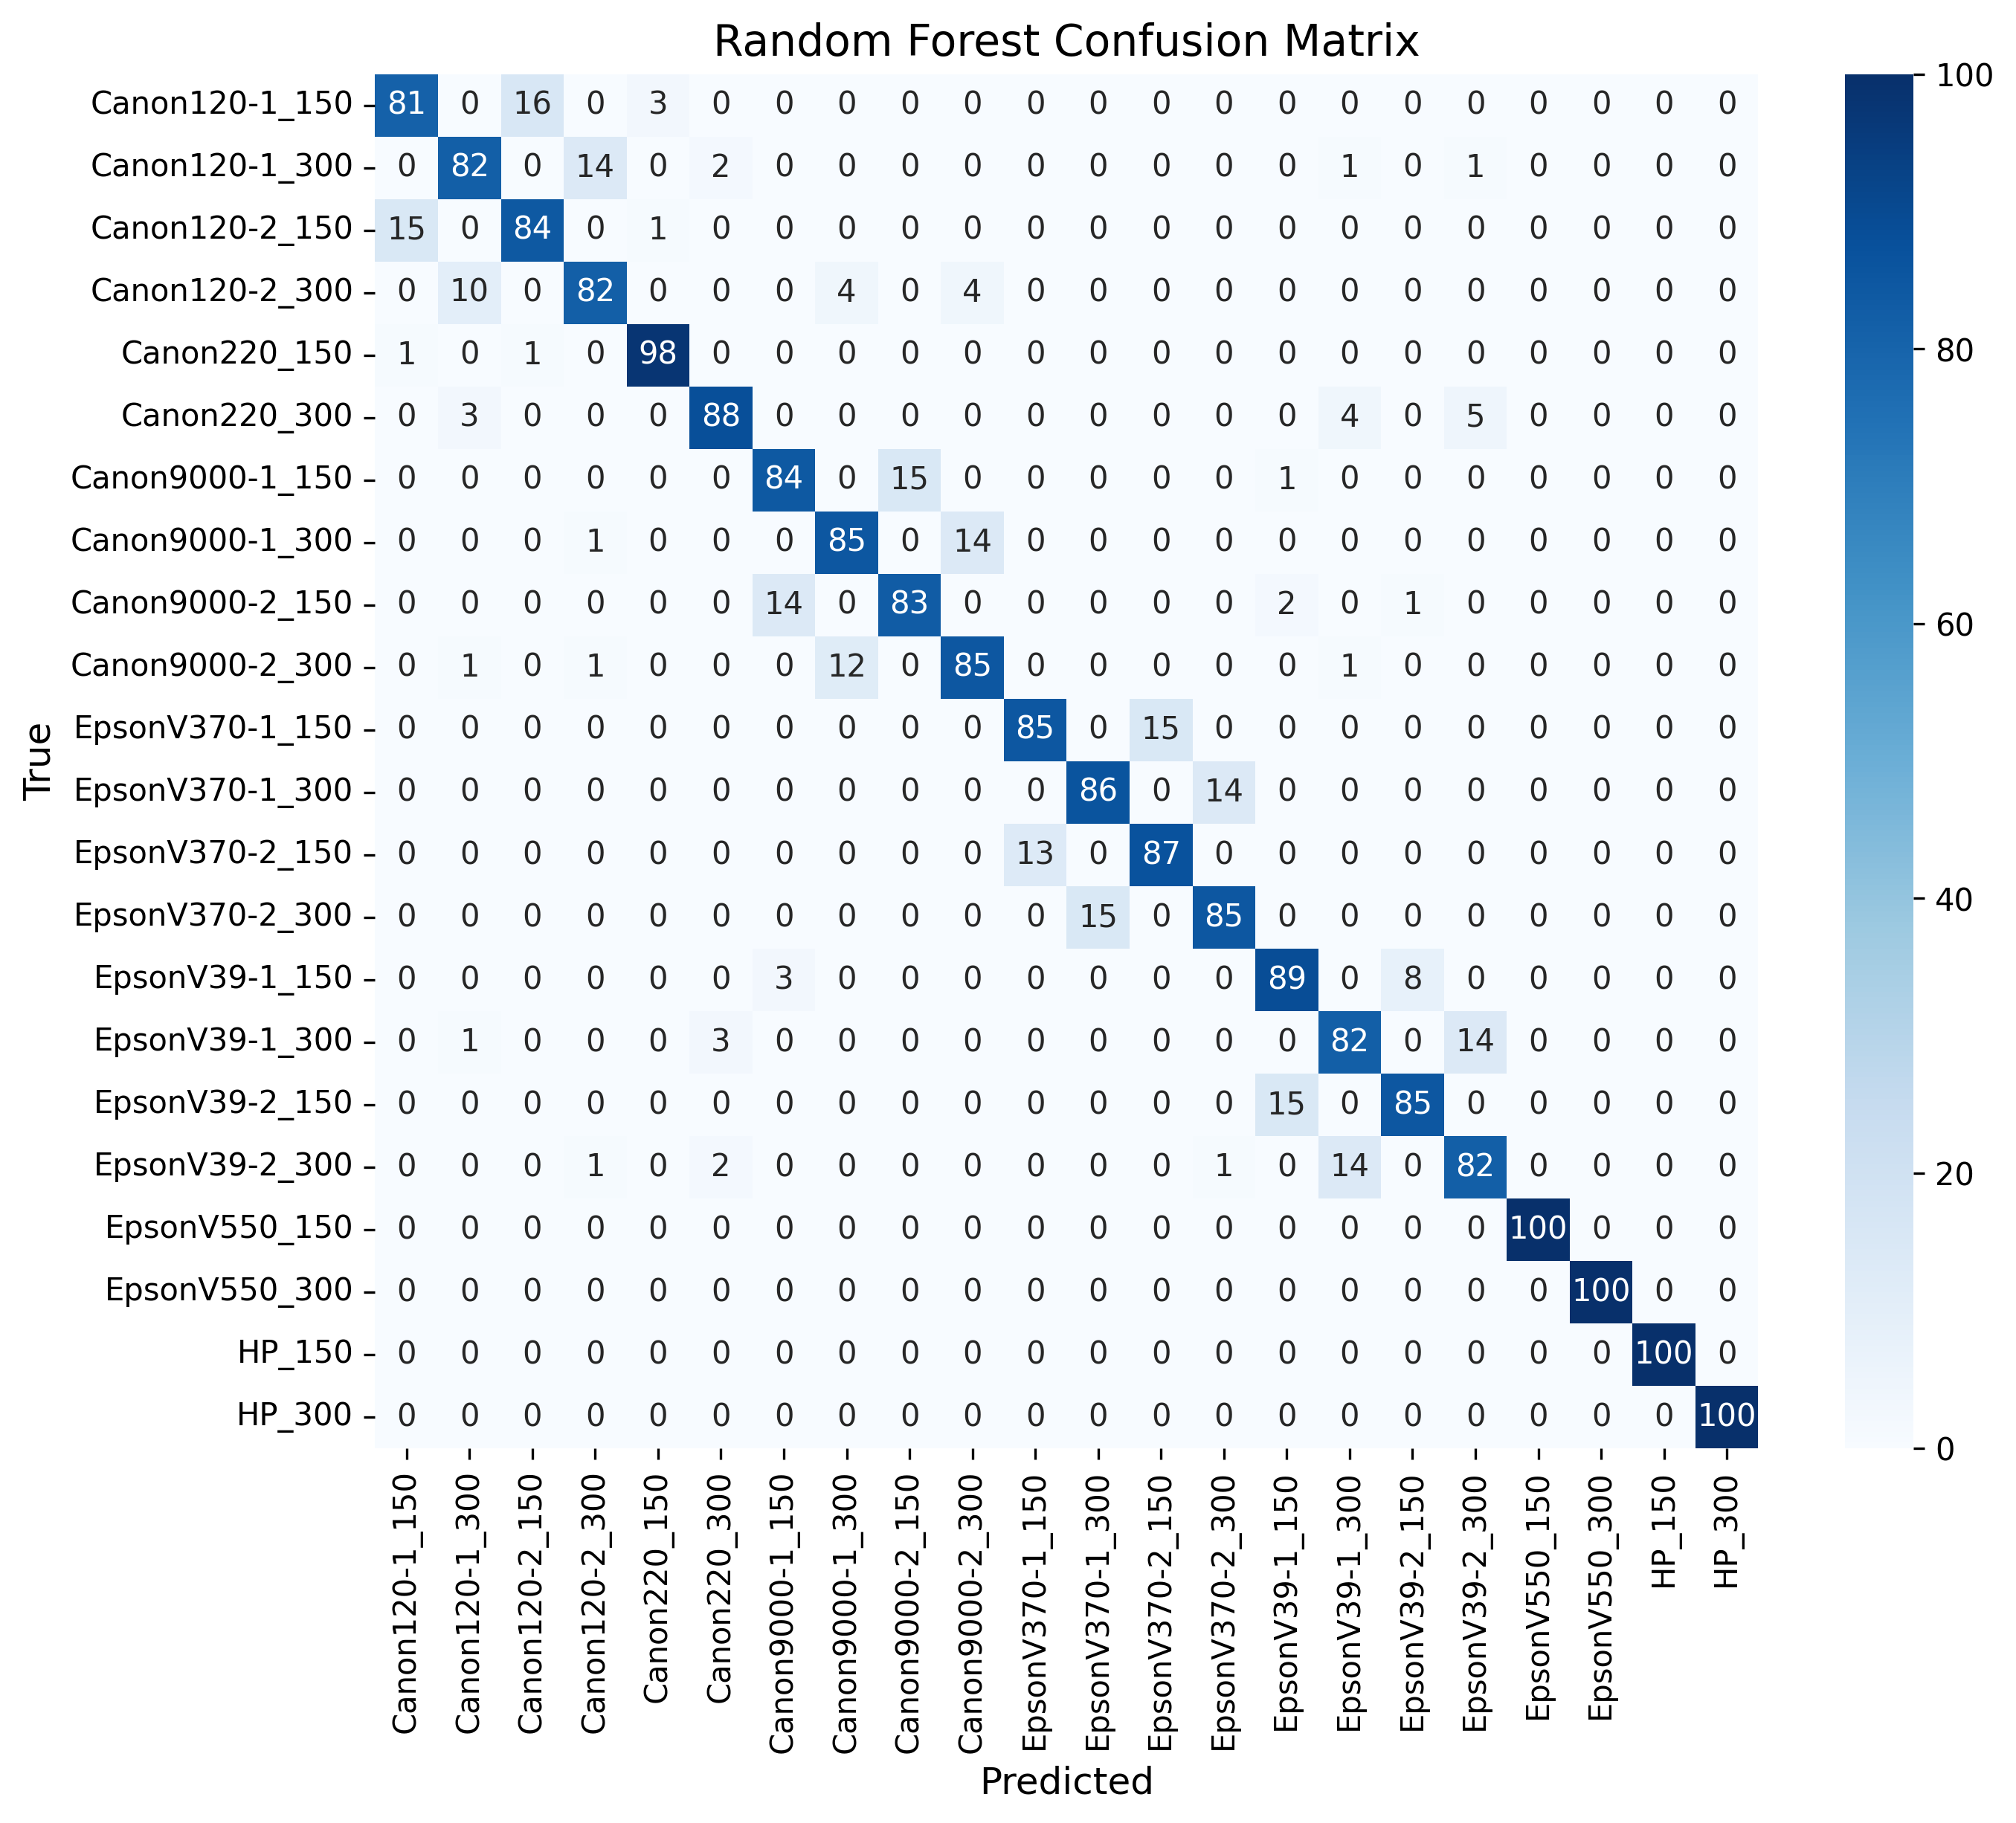 Random Forest Confusion Matrix
Canon120-1_150 81 0 16 0 3 0 0 0 0 0 0 0 0 0 0 0 0 0 0 0 0 0
Canon120-1_300 0 82 0 14 0 2 0 0 0 0 0 0 0 0 0 1 0 1 0 0 0 0
Canon120-2_150 15 0 84 0 1 0 0 0 0 0 0 0 0 0 0 0 0 0 0 0 0 0
Canon120-2_300 0 10 0 82 0 0 0 4 0 4 0 0 0 0 0 0 0 0 0 0 0 0
Canon220_150 1 0 1 0 98 0 0 0 0 0 0 0 0 0 0 0 0 0 0 0 0 0
Canon220_300 0 3 0 0 0 88 0 0 0 0 0 0 0 0 0 4 0 5 0 0 0 0
Canon9000-1_150 0 0 0 0 0 0 84 0 15 0 0 0 0 0 1 0 0 0 0 0 0 0
Canon9000-1_300 0 0 0 1 0 0 0 85 0 14 0 0 0 0 0 0 0 0 0 0 0 0
Canon9000-2_150 0 0 0 0 0 0 14 0 83 0 0 0 0 0 2 0 1 0 0 0 0 0
Canon9000-2_300 0 1 0 1 0 0 0 12 0 85 0 0 0 0 0 1 0 0 0 0 0 0
EpsonV370-1_150 0 0 0 0 0 0 0 0 0 0 85 0 15 0 0 0 0 0 0 0 0 0
EpsonV370-1_300 0 0 0 0 0 0 0 0 0 0 0 86 0 14 0 0 0 0 0 0 0 0
EpsonV370-2_150 0 0 0 0 0 0 0 0 0 0 13 0 87 0 0 0 0 0 0 0 0 0
EpsonV370-2_300 0 0 0 0 0 0 0 0 0 0 0 15 0 85 0 0 0 0 0 0 0 0
EpsonV39-1_150 0 0 0 0 0 0 3 0 0 0 0 0 0 0 89 0 8 0 0 0 0 0
EpsonV39-1_300 0 1 0 0 0 3 0 0 0 0 0 0 0 0 0 82 0 14 0 0 0 0
EpsonV39-2_150 0 0 0 0 0 0 0 0 0 0 0 0 0 0 15 0 85 0 0 0 0 0
EpsonV39-2_300 0 0 0 1 0 2 0 0 0 0 0 0 0 1 0 14 0 82 0 0 0 0
EpsonV550_150 0 0 0 0 0 0 0 0 0 0 0 0 0 0 0 0 0 0 100 0 0 0
EpsonV550_300 0 0 0 0 0 0 0 0 0 0 0 0 0 0 0 0 0 0 0 100 0 0
HP_150 0 0 0 0 0 0 0 0 0 0 0 0 0 0 0 0 0 0 0 0 100 0
HP_300 0 0 0 0 0 0 0 0 0 0 0 0 0 0 0 0 0 0 0 0 0 100
True
Canon120-1_150
Canon120-1_300
Canon120-2_150
Canon120-2_300
Canon220_150
Canon220_300
Canon9000-1_150
Canon9000-1_300
Canon9000-2_150
Canon9000-2_300
EpsonV370-1_150
EpsonV370-1_300
EpsonV370-2_150
EpsonV370-2_300
EpsonV39-1_150
EpsonV39-1_300
EpsonV39-2_150
EpsonV39-2_300
EpsonV550_150
EpsonV550_300
HP_150
HP_300
Predicted
100
80
60
40
20
0